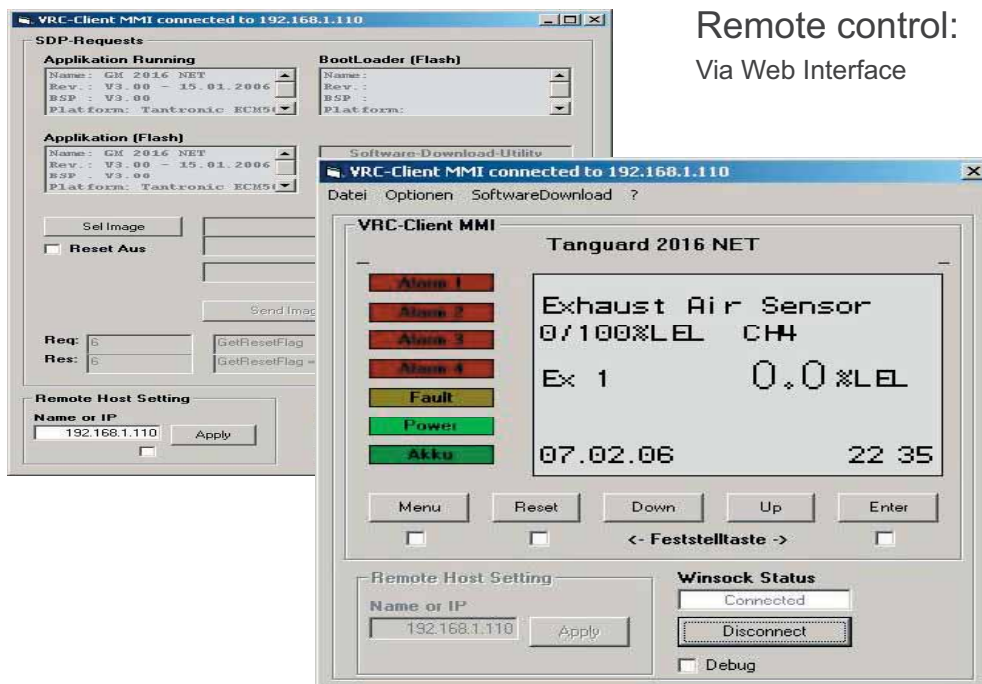 Remote control:
Via Web Interface
VRC-Client MMI connected to 192.168.1.110
SDP-Requests
Applikation Running
Name: GM 2016 NET
Rev.: V3.00 - 15.01.2006
BSP : V3.00
Platform: Tantronic ECM5
BootLoader (Flash)
Name:
Rev.:
BSP :
Platform:
Applikation (Flash)
Name: GM 2016 NET
Rev.: V3.00 - 15.01.2006
BSP : V3.00
Platform: Tantronic ECM5
Software-Download-Utility
Sel Image
Reset Aus
Send Imag
Req: 6 GetResetFlag
Res: 6 GetResetFlag =
Remote Host Setting
Name or IP
192.168.1.110 Apply
VRC-Client MMI connected to 192.168.1.110
Datei Optionen SoftwareDownload ?
VRC-Client MMI
Tanguard 2016 NET
Alarm 1
Alarm 2
Alarm 3
Alarm 4
Fault
Power
Akku
Exhaust Air Sensor
0/100%LEL CH4
Ex 1 0.0 %LEL
07.02.06 22 35
Menu Reset Down Up Enter
<- Feststelltaste ->
Remote Host Setting
Name or IP
192.168.1.110 Apply
Winsock Status
Connected
Disconnect
Debug